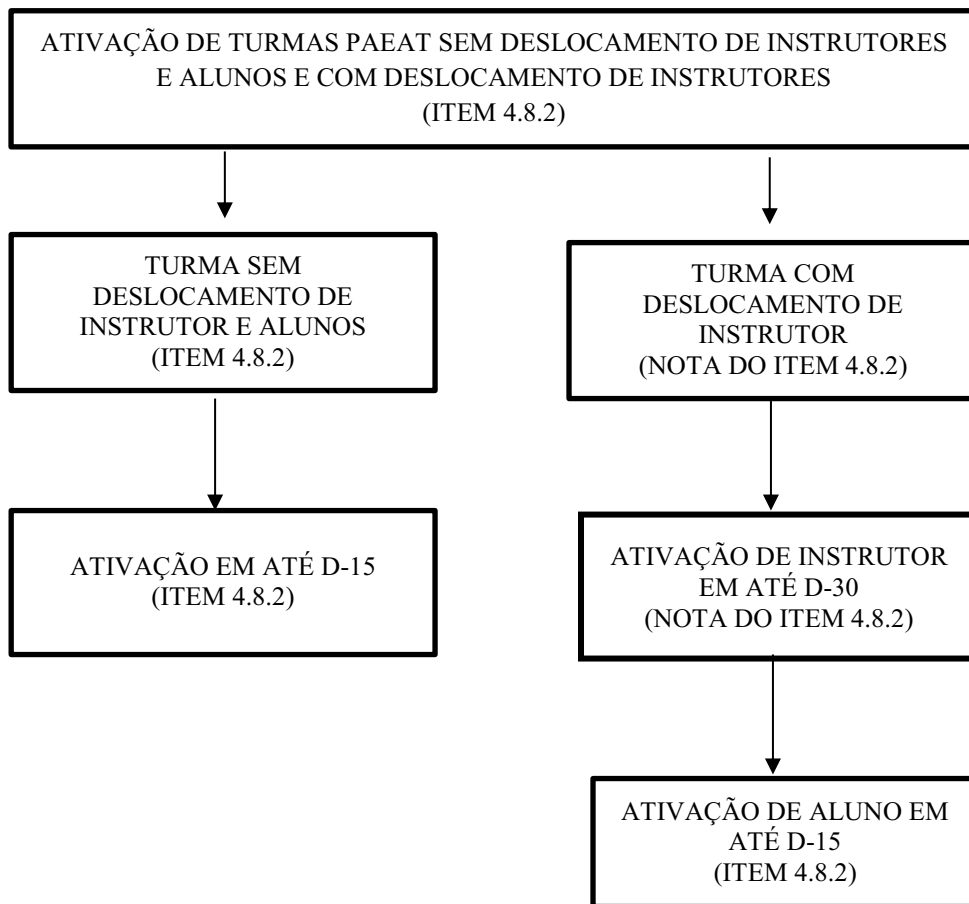 ATIVAÇÃO DE TURMAS PAEAT SEM DESLOCAMENTO DE INSTRUTORES
E ALUNOS E COM DESLOCAMENTO DE INSTRUTORES
(ITEM 4.8.2)
TURMA SEM
DESLOCAMENTO DE
INSTRUTOR E ALUNOS
(ITEM 4.8.2)
TURMA COM
DESLOCAMENTO DE
INSTRUTOR
(NOTA DO ITEM 4.8.2)
ATIVAÇÃO EM ATÉ D-15
(ITEM 4.8.2)
ATIVAÇÃO DE INSTRUTOR
EM ATÉ D-30
(NOTA DO ITEM 4.8.2)
ATIVAÇÃO DE ALUNO EM
ATÉ D-15
(ITEM 4.8.2)